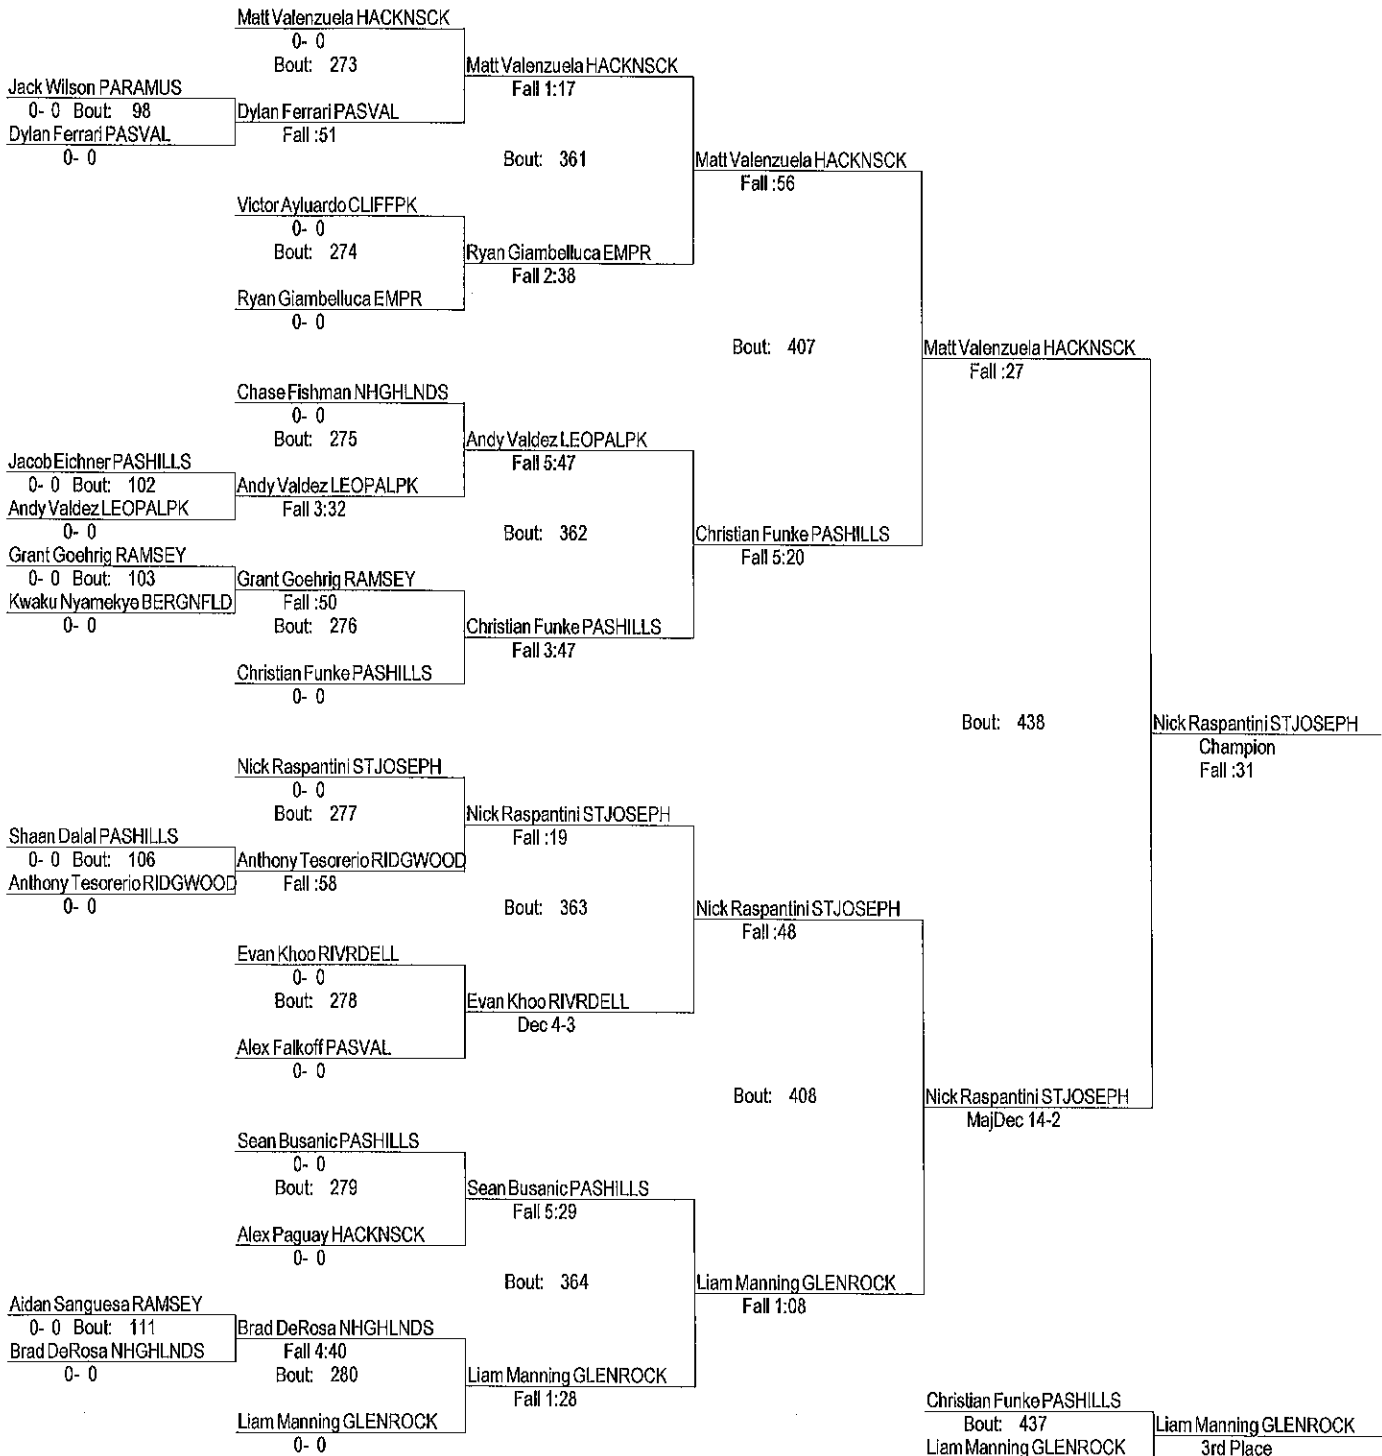 Matt Valenzuela HACKNSCK
0- 0
Bout: 273
Jack Wilson PARAMUS
0- 0 Bout: 98
Dylan Ferrari PASVAL
0- 0
Dylan Ferrari PASVAL
Fall :51
Matt Valenzuela HACKNSCK
Fall 1:17
Bout: 361
Victor Ayluardo CLIFFPK
0- 0
Bout: 274
Ryan Giambelluca EMPR
0- 0
Ryan Giambelluca EMPR
Fall 2:38
Matt Valenzuela HACKNSCK
Fall :56
Bout: 407
Chase Fishman NHGHLNDS
0- 0
Bout: 275
Jacob Eichner PASHILLS
0- 0 Bout: 102
Andy Valdez LEOPALPK
0- 0
Andy Valdez LEOPALPK
Fall 3:32
Andy Valdez LEOPALPK
Fall 5:47
Bout: 362
Grant Goehrig RAMSEY
0- 0 Bout: 103
Kwaku Nyamekye BERGNFLD
0- 0
Grant Goehrig RAMSEY
Fall :50
Bout: 276
Christian Funke PASHILLS
0- 0
Christian Funke PASHILLS
Fall 3:47
Christian Funke PASHILLS
Fall 5:20
Matt Valenzuela HACKNSCK
Fall :27
Bout: 438
Nick Raspantini STJOSEPH
Champion
Fall :31
Nick Raspantini STJOSEPH
0- 0
Bout: 277
Shaan Dalal PASHILLS
0- 0 Bout: 106
Anthony Tesorerio RIDGWOOD
0- 0
Anthony Tesorerio RIDGWOOD
Fall :58
Nick Raspantini STJOSEPH
Fall :19
Bout: 363
Evan Khoo RIVRDELL
0- 0
Bout: 278
Alex Falkoff PASVAL
0- 0
Evan Khoo RIVRDELL
Dec 4-3
Nick Raspantini STJOSEPH
Fall :48
Bout: 408
Nick Raspantini STJOSEPH
MajDec 14-2
Sean Busanic PASHILLS
0- 0
Bout: 279
Alex Paguay HACKNSCK
0- 0
Sean Busanic PASHILLS
Fall 5:29
Bout: 364
Aidan Sanguesa RAMSEY
0- 0 Bout: 111
Brad DeRosa NHGHLNDS
0- 0
Brad DeRosa NHGHLNDS
Fall 4:40
Bout: 280
Liam Manning GLENROCK
0- 0
Liam Manning GLENROCK
Fall 1:28
Liam Manning GLENROCK
Fall 1:08
Christian Funke PASHILLS
Bout: 437
Liam Manning GLENROCK
Liam Manning GLENROCK
3rd Place